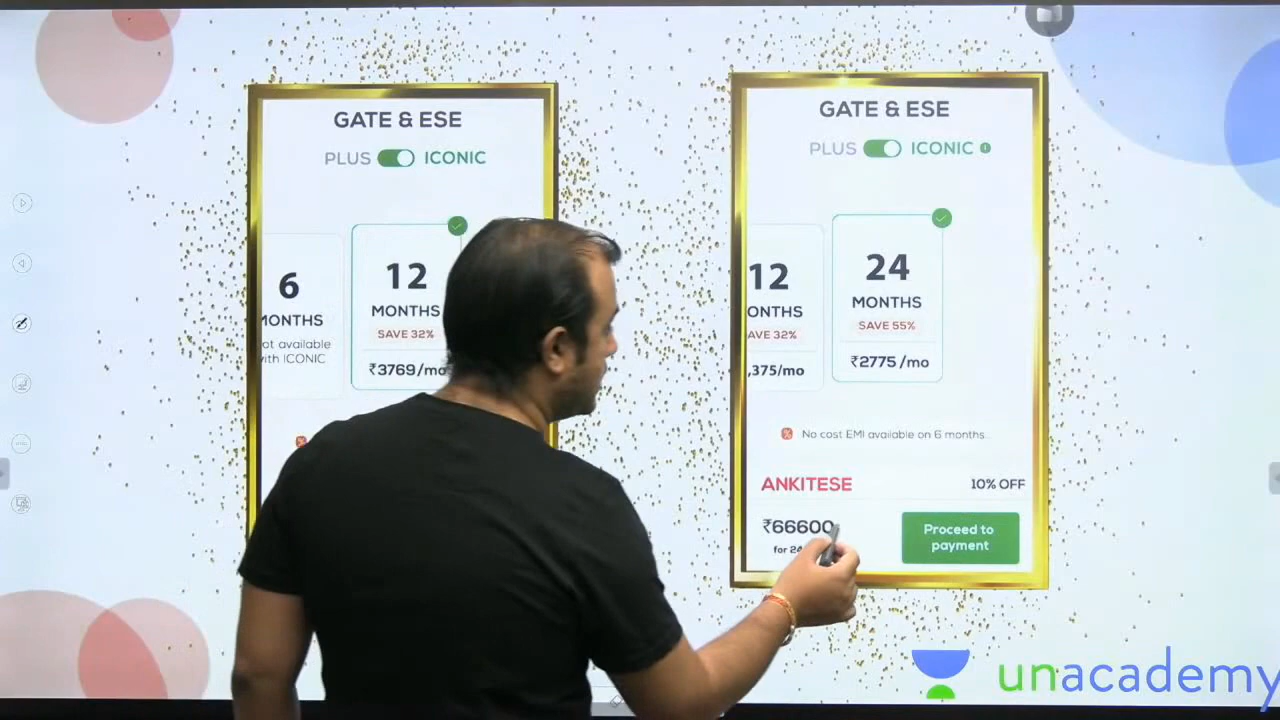 GATE & ESE
PLUS ICONIC
6
MONTHS
ot available
with ICONIC
12
MONTHS
SAVE 32%
₹3769/mo
GATE & ESE
PLUS ICONIC
12
ONTHS
AVE 32%
,375/mo
24
MONTHS
SAVE 55%
₹2775/mo
No cost EMI available on 6 months
ANKITESE 10% OFF
₹66600
for 24
Proceed to
payment
unacademy